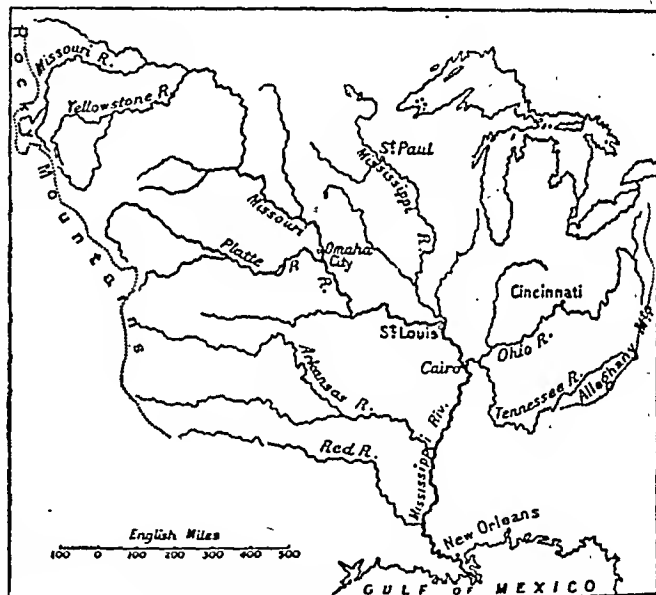 Rocky Mountains
Missouri R.
Yellowstone R.
St Paul
Mississippi R.
Missouri R.
Platte R.
Omaha City
Cincinnati
St Louis
Cairo
Ohio R.
Tennessee R.
Alleghany Mts
Arkansas R.
Mississippi Riv.
Red R.
New Orleans
English Miles
100 0 100 200 300 400 500
GULF OF MEXICO